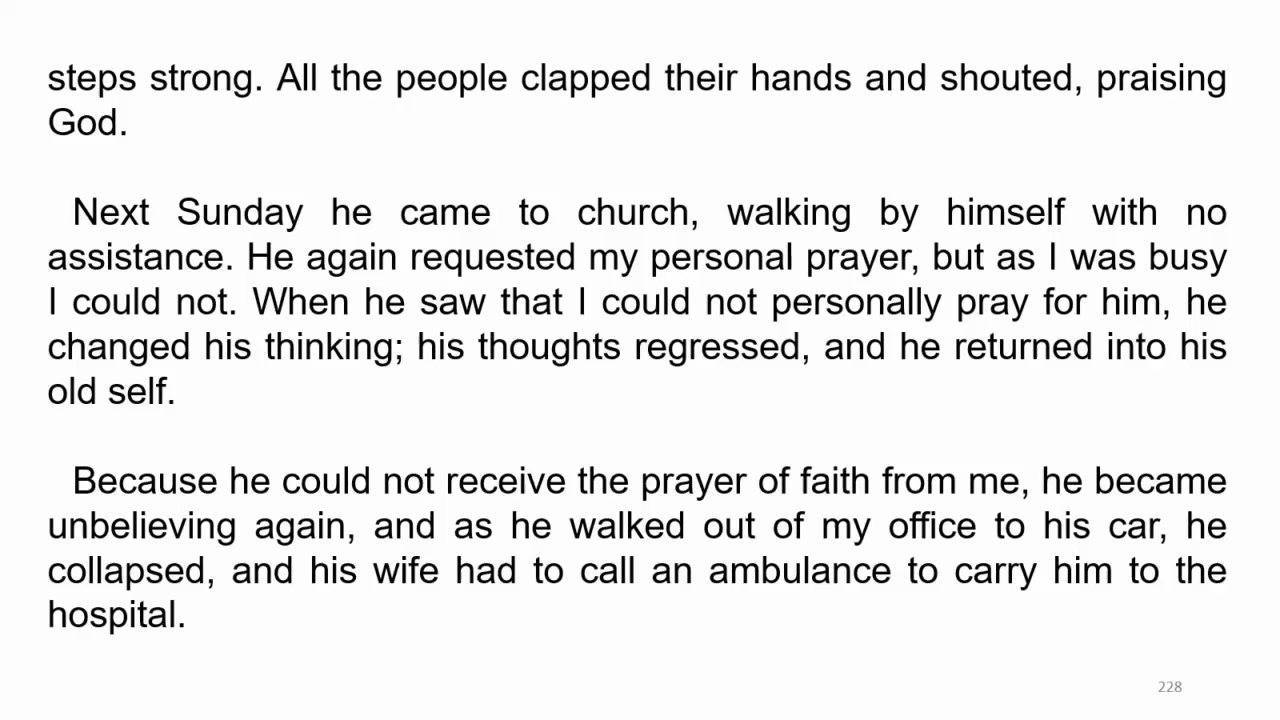 steps strong. All the people clapped their hands and shouted, praising
God.
Next Sunday he came to church, walking by himself with no
assistance. He again requested my personal prayer, but as I was busy
I could not. When he saw that I could not personally pray for him, he
changed his thinking; his thoughts regressed, and he returned into his
old self.
Because he could not receive the prayer of faith from me, he became
unbelieving again, and as he walked out of my office to his car, he
collapsed, and his wife had to call an ambulance to carry him to the
hospital.
228